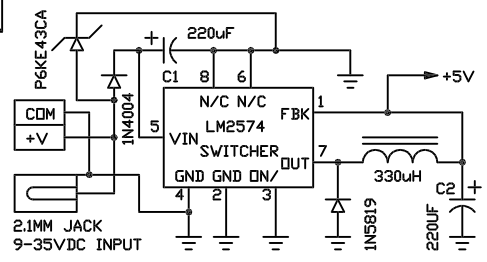 P6KE43CA
220uF
+
C1
8 6
N/C N/C
+5V
1N4004
COM
+V
5
VIN
LM2574
SWITCHER
FBK
1
OUT
7
GND GND ON/
4 2 3
330uH
C2 +
1N5819
220UF
2.1MM JACK
9-35VDC INPUT